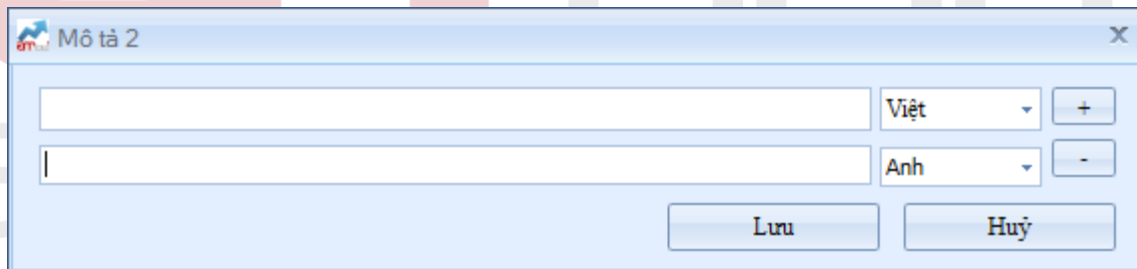 Mô tả 2 x
Việt +
Anh -
Lưu Huỷ